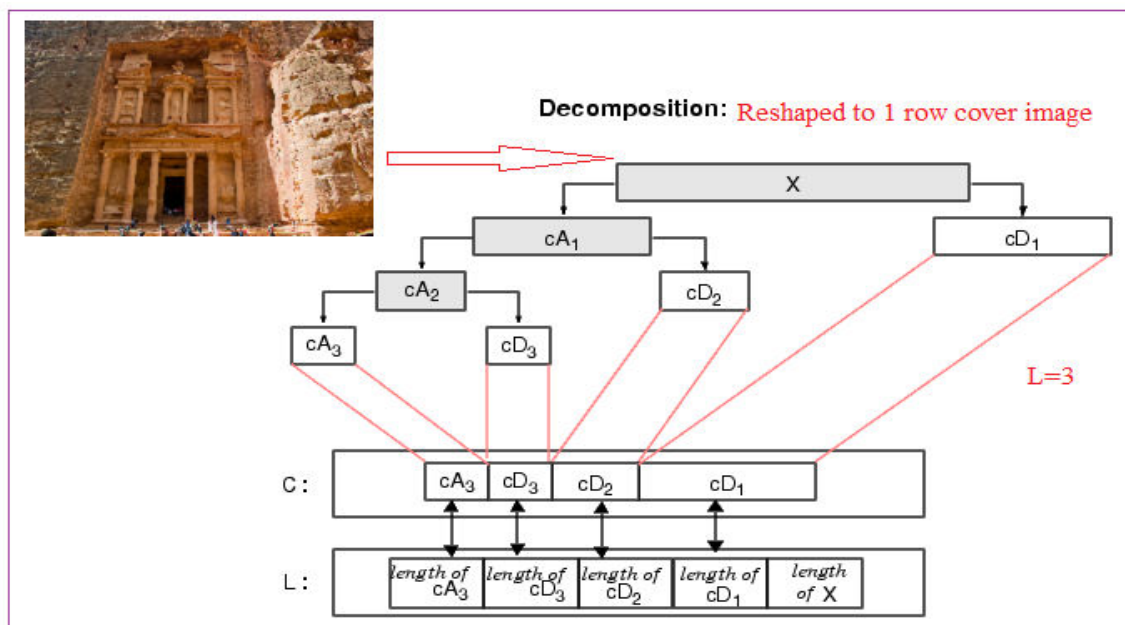 Decomposition: Reshaped to 1 row cover image
X
cA1 cD1
cA2 cD2
cA3 cD3
L=3
C: cA3 cD3 cD2 cD1
L: length of cA3 length of cD3 length of cD2 length of cD1 length of X